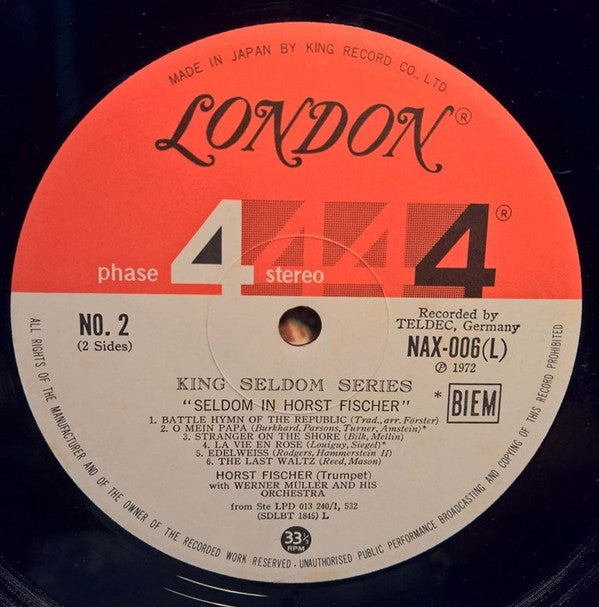 MADE IN JAPAN BY KING RECORD CO., LTD.
LONDON®
phase 4 stereo 4 4 4®
NO. 2
(2 Sides)
Recorded by
TELDEC, Germany
NAX-006(L)
Ⓟ 1972
* BIEM
KING SELDOM SERIES
"SELDOM IN HORST FISCHER"
1. BATTLE HYMN OF THE REPUBLIC (Trad., arr. Förster)
2. O MEIN PAPA (Burkhard, Parsons, Turner, Amstein)*
3. STRANGER ON THE SHORE (Bilk, Mellin)
4. LA VIE EN ROSE (Louiguy, Siegel)*
5. EDELWEISS (Rodgers, Hammerstein II)
6. THE LAST WALTZ (Reed, Mason)
HORST FISCHER (Trumpet)
with WERNER MÜLLER AND HIS
ORCHESTRA
from Ste LPD 013 240/1, 532
(SDLBT 1845) L
33⅓
RPM
ALL RIGHTS OF THE MANUFACTURER AND OF THE OWNER OF THE RECORDED WORK RESERVED. UNAUTHORISED PUBLIC PERFORMANCE BROADCASTING AND COPYING OF THIS RECORD PROHIBITED